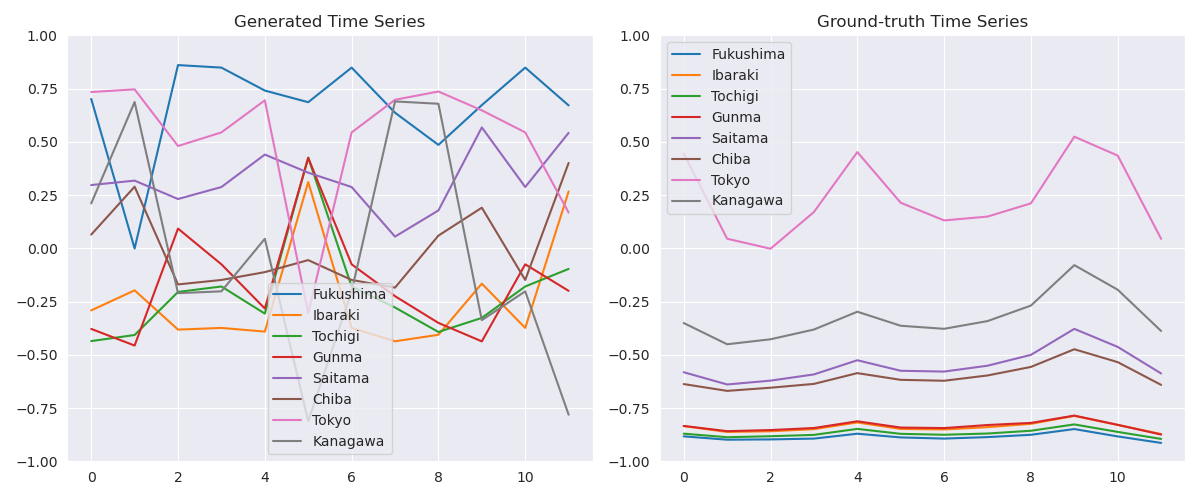 Generated Time Series
1.00
0.75
0.50
0.25
0.00
−0.25
−0.50
−0.75
−1.00
0
2
4
6
8
10
Fukushima
Ibaraki
Tochigi
Gunma
Saitama
Chiba
Tokyo
Kanagawa
Ground-truth Time Series
1.00
0.75
0.50
0.25
0.00
−0.25
−0.50
−0.75
−1.00
0
2
4
6
8
10
Fukushima
Ibaraki
Tochigi
Gunma
Saitama
Chiba
Tokyo
Kanagawa